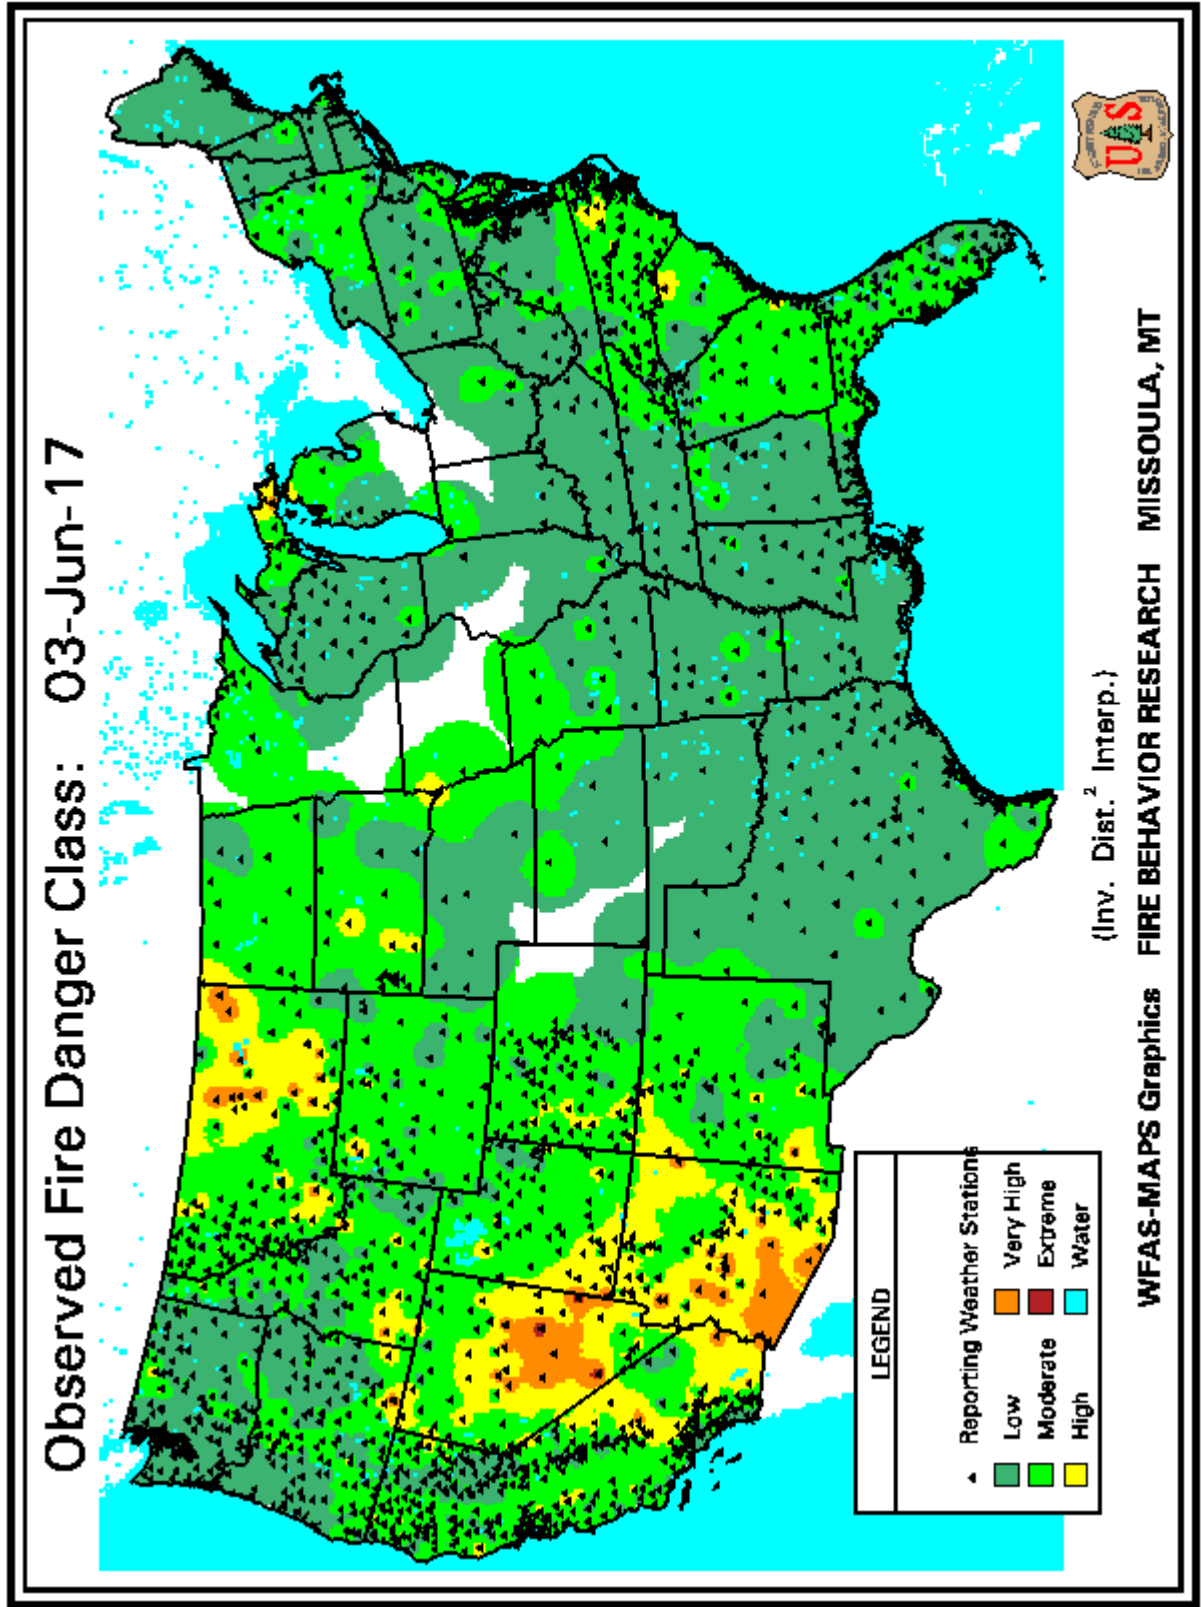 Observed Fire Danger Class: 03-Jun-17
LEGEND
Reporting Weather Stations
Low
Very High
Moderate
Extreme
High
Water
(Inv. Dist.² Interp.)
WFAS-MAPS Graphics FIRE BEHAVIOR RESEARCH MISSOULA, MT
U S